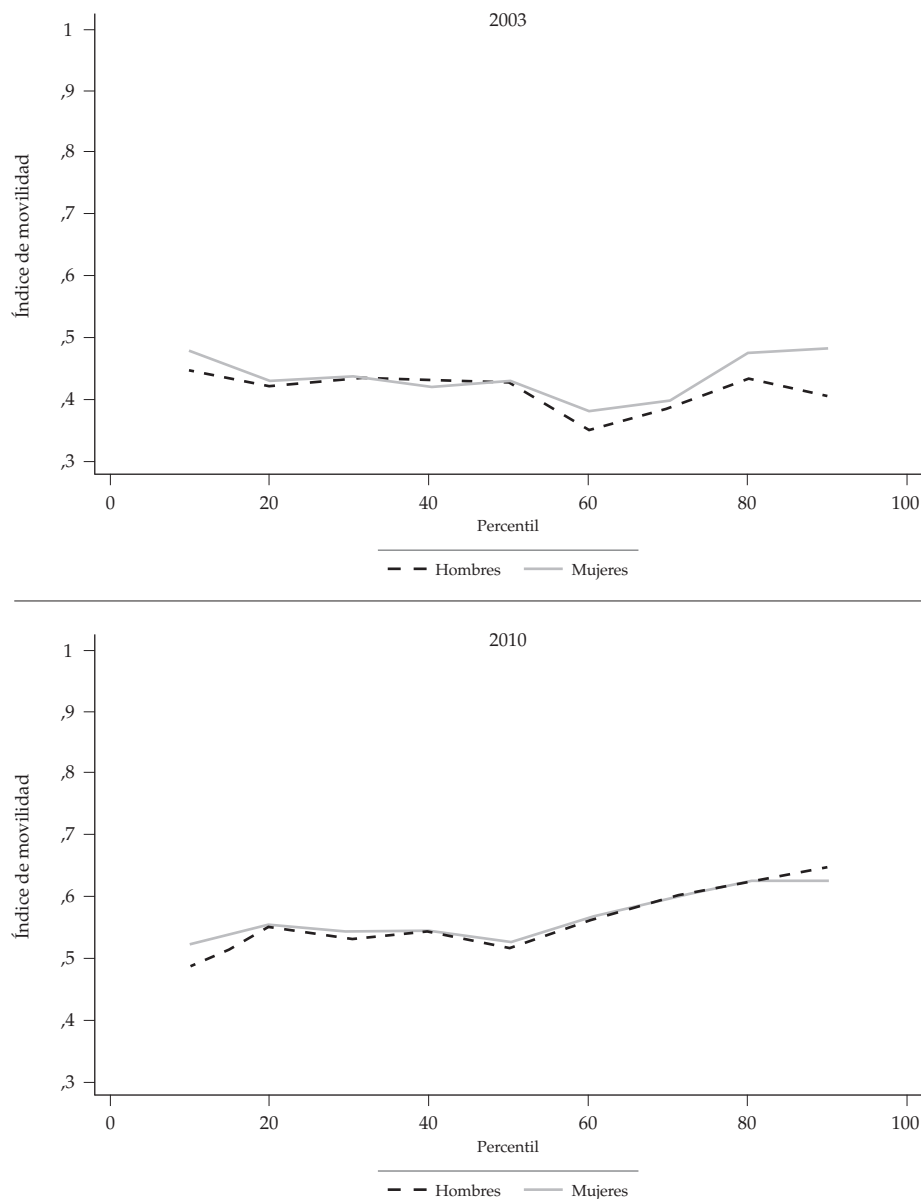 2003
Índice de movilidad
1
,9
,8
,7
,6
,5
,4
,3
0 20 40 60 80 100
Percentil
Hombres Mujeres
2010
Índice de movilidad
1
,9
,8
,7
,6
,5
,4
,3
0 20 40 60 80 100
Percentil
Hombres Mujeres